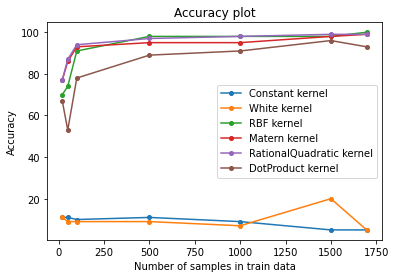 Accuracy plot
100
80
60
40
20
Accuracy
Constant kernel
White kernel
RBF kernel
Matern kernel
RationalQuadratic kernel
DotProduct kernel
0 250 500 750 1000 1250 1500 1750
Number of samples in train data